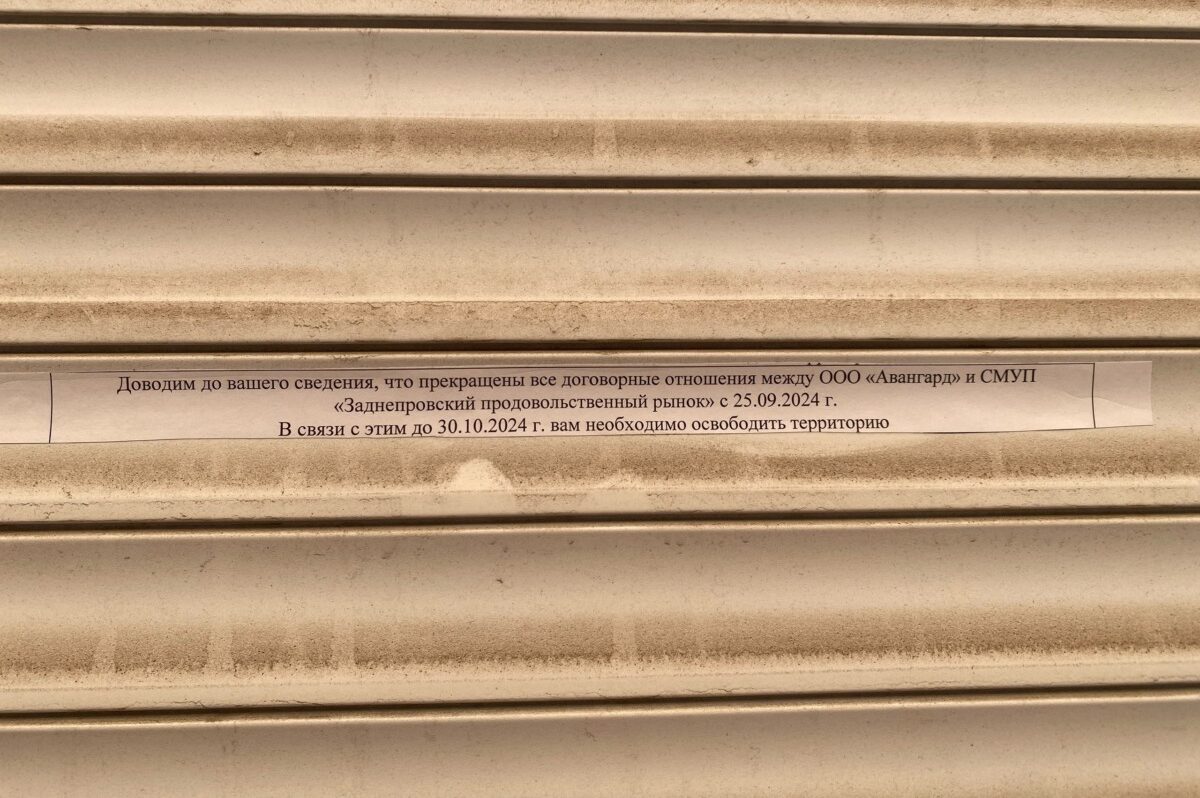 Доводим до вашего сведения, что прекращены все договорные отношения между ООО «Авангард» и СМУП
«Заднепровский продовольственный рынок» с 25.09.2024 г.
В связи с этим до 30.10.2024 г. вам необходимо освободить территорию